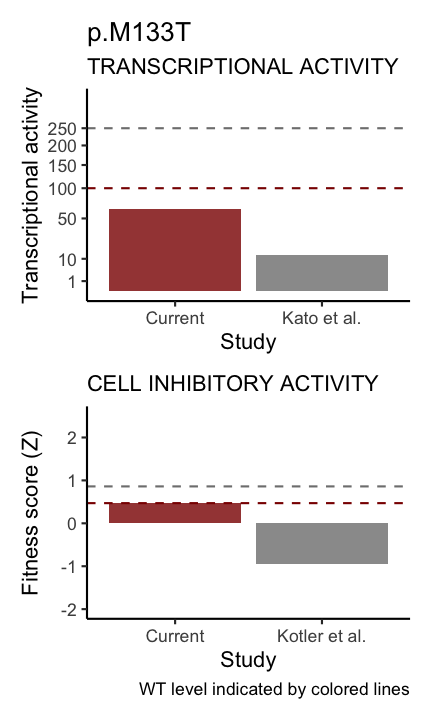 p.M133T
TRANSCRIPTIONAL ACTIVITY
Transcriptional activity
250
200
150
100
50
10
1
Current
Kato et al.
Study
CELL INHIBITORY ACTIVITY
Fitness score (Z)
2
1
0
-1
-2
Current
Kotler et al.
Study
WT level indicated by colored lines